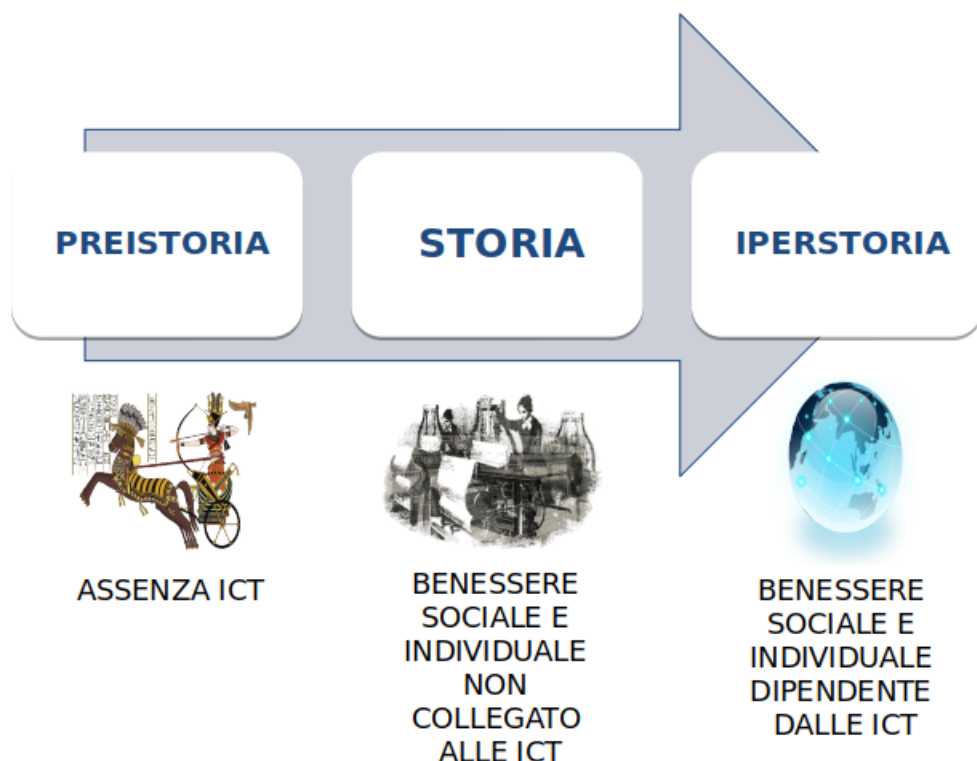 PREISTORIA
STORIA
IPERSTORIA
ASSENZA ICT
BENESSERE
SOCIALE E
INDIVIDUALE
NON
COLLEGATO
ALLE ICT
BENESSERE
SOCIALE E
INDIVIDUALE
DIPENDENTE
DALLE ICT